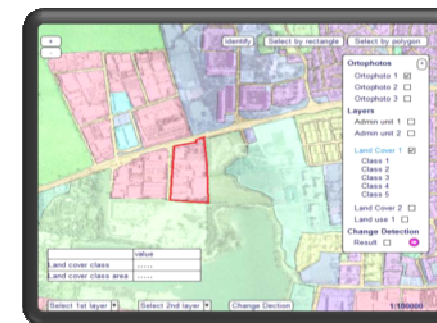 +
-
Identify Select by rectangle Select by polygon
Ortophotos
Ortophoto 1
Ortophoto 2
Ortophoto 3
Layers
Admin unit 1
Admin unit 2
Land Cover 1
Class 1
Class 2
Class 3
Class 4
Class 5
Land Cover 2
Land use 1
Change Detection
Result
value
Land cover class .....
Land cover class area .....
Select 1st layer Select 2nd layer Change Dection
1:100000